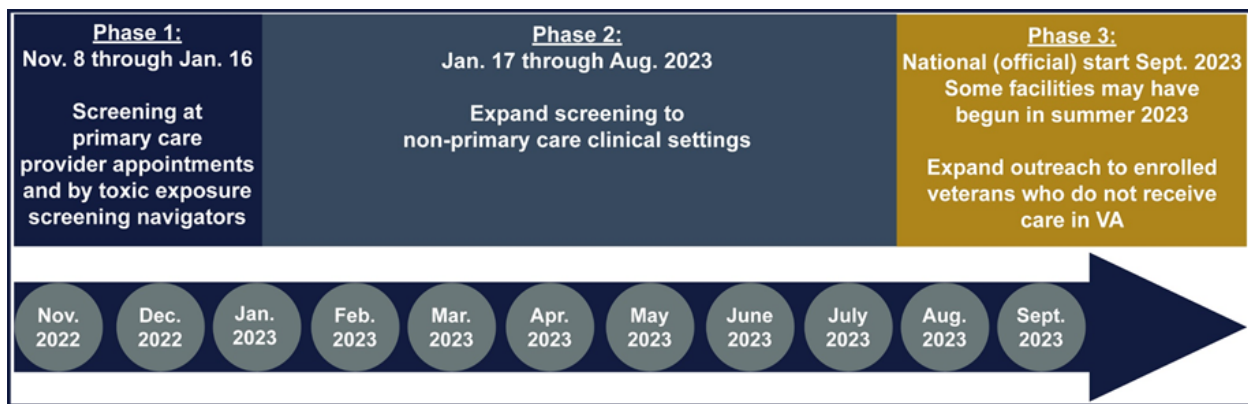 Phase 1:
Nov. 8 through Jan. 16
Screening at
primary care
provider appointments
and by toxic exposure
screening navigators
Phase 2:
Jan. 17 through Aug. 2023
Expand screening to
non-primary care clinical settings
Phase 3:
National (official) start Sept. 2023
Some facilities may have
begun in summer 2023
Expand outreach to enrolled
veterans who do not receive
care in VA
Nov.
2022
Dec.
2022
Jan.
2023
Feb.
2023
Mar.
2023
Apr.
2023
May
2023
June
2023
July
2023
Aug.
2023
Sept.
2023